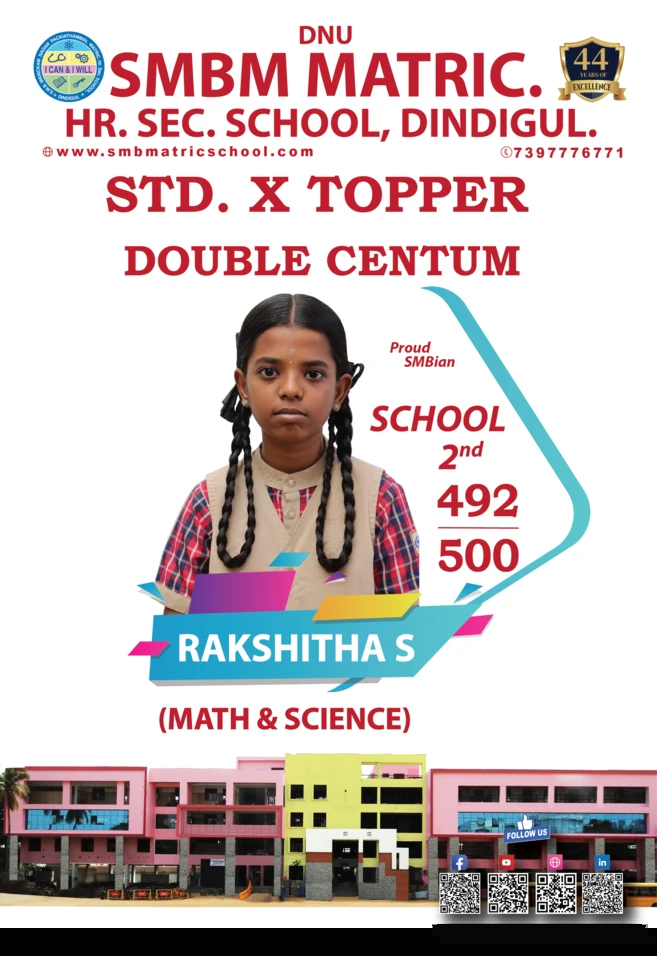 DNU
SMBM MATRIC.
HR. SEC. SCHOOL, DINDIGUL.
I CAN & I WILL
DINDIGUL
44
YEARS OF
EXCELLENCE
www.smbmatricschool.com
7397776771
STD. X TOPPER
DOUBLE CENTUM
Proud
SMBian
SCHOOL
2nd
492
500
RAKSHITHA S
(MATH & SCIENCE)
FOLLOW US